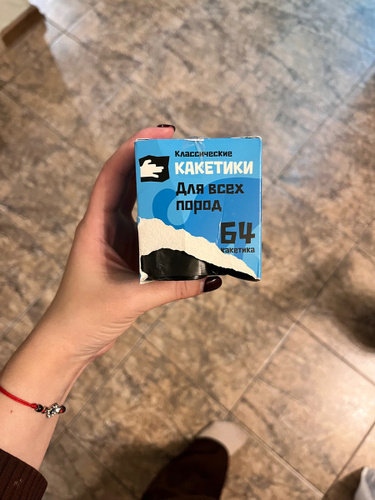 Классические
КАКЕТИКИ
Для всех
пород
64
какетика